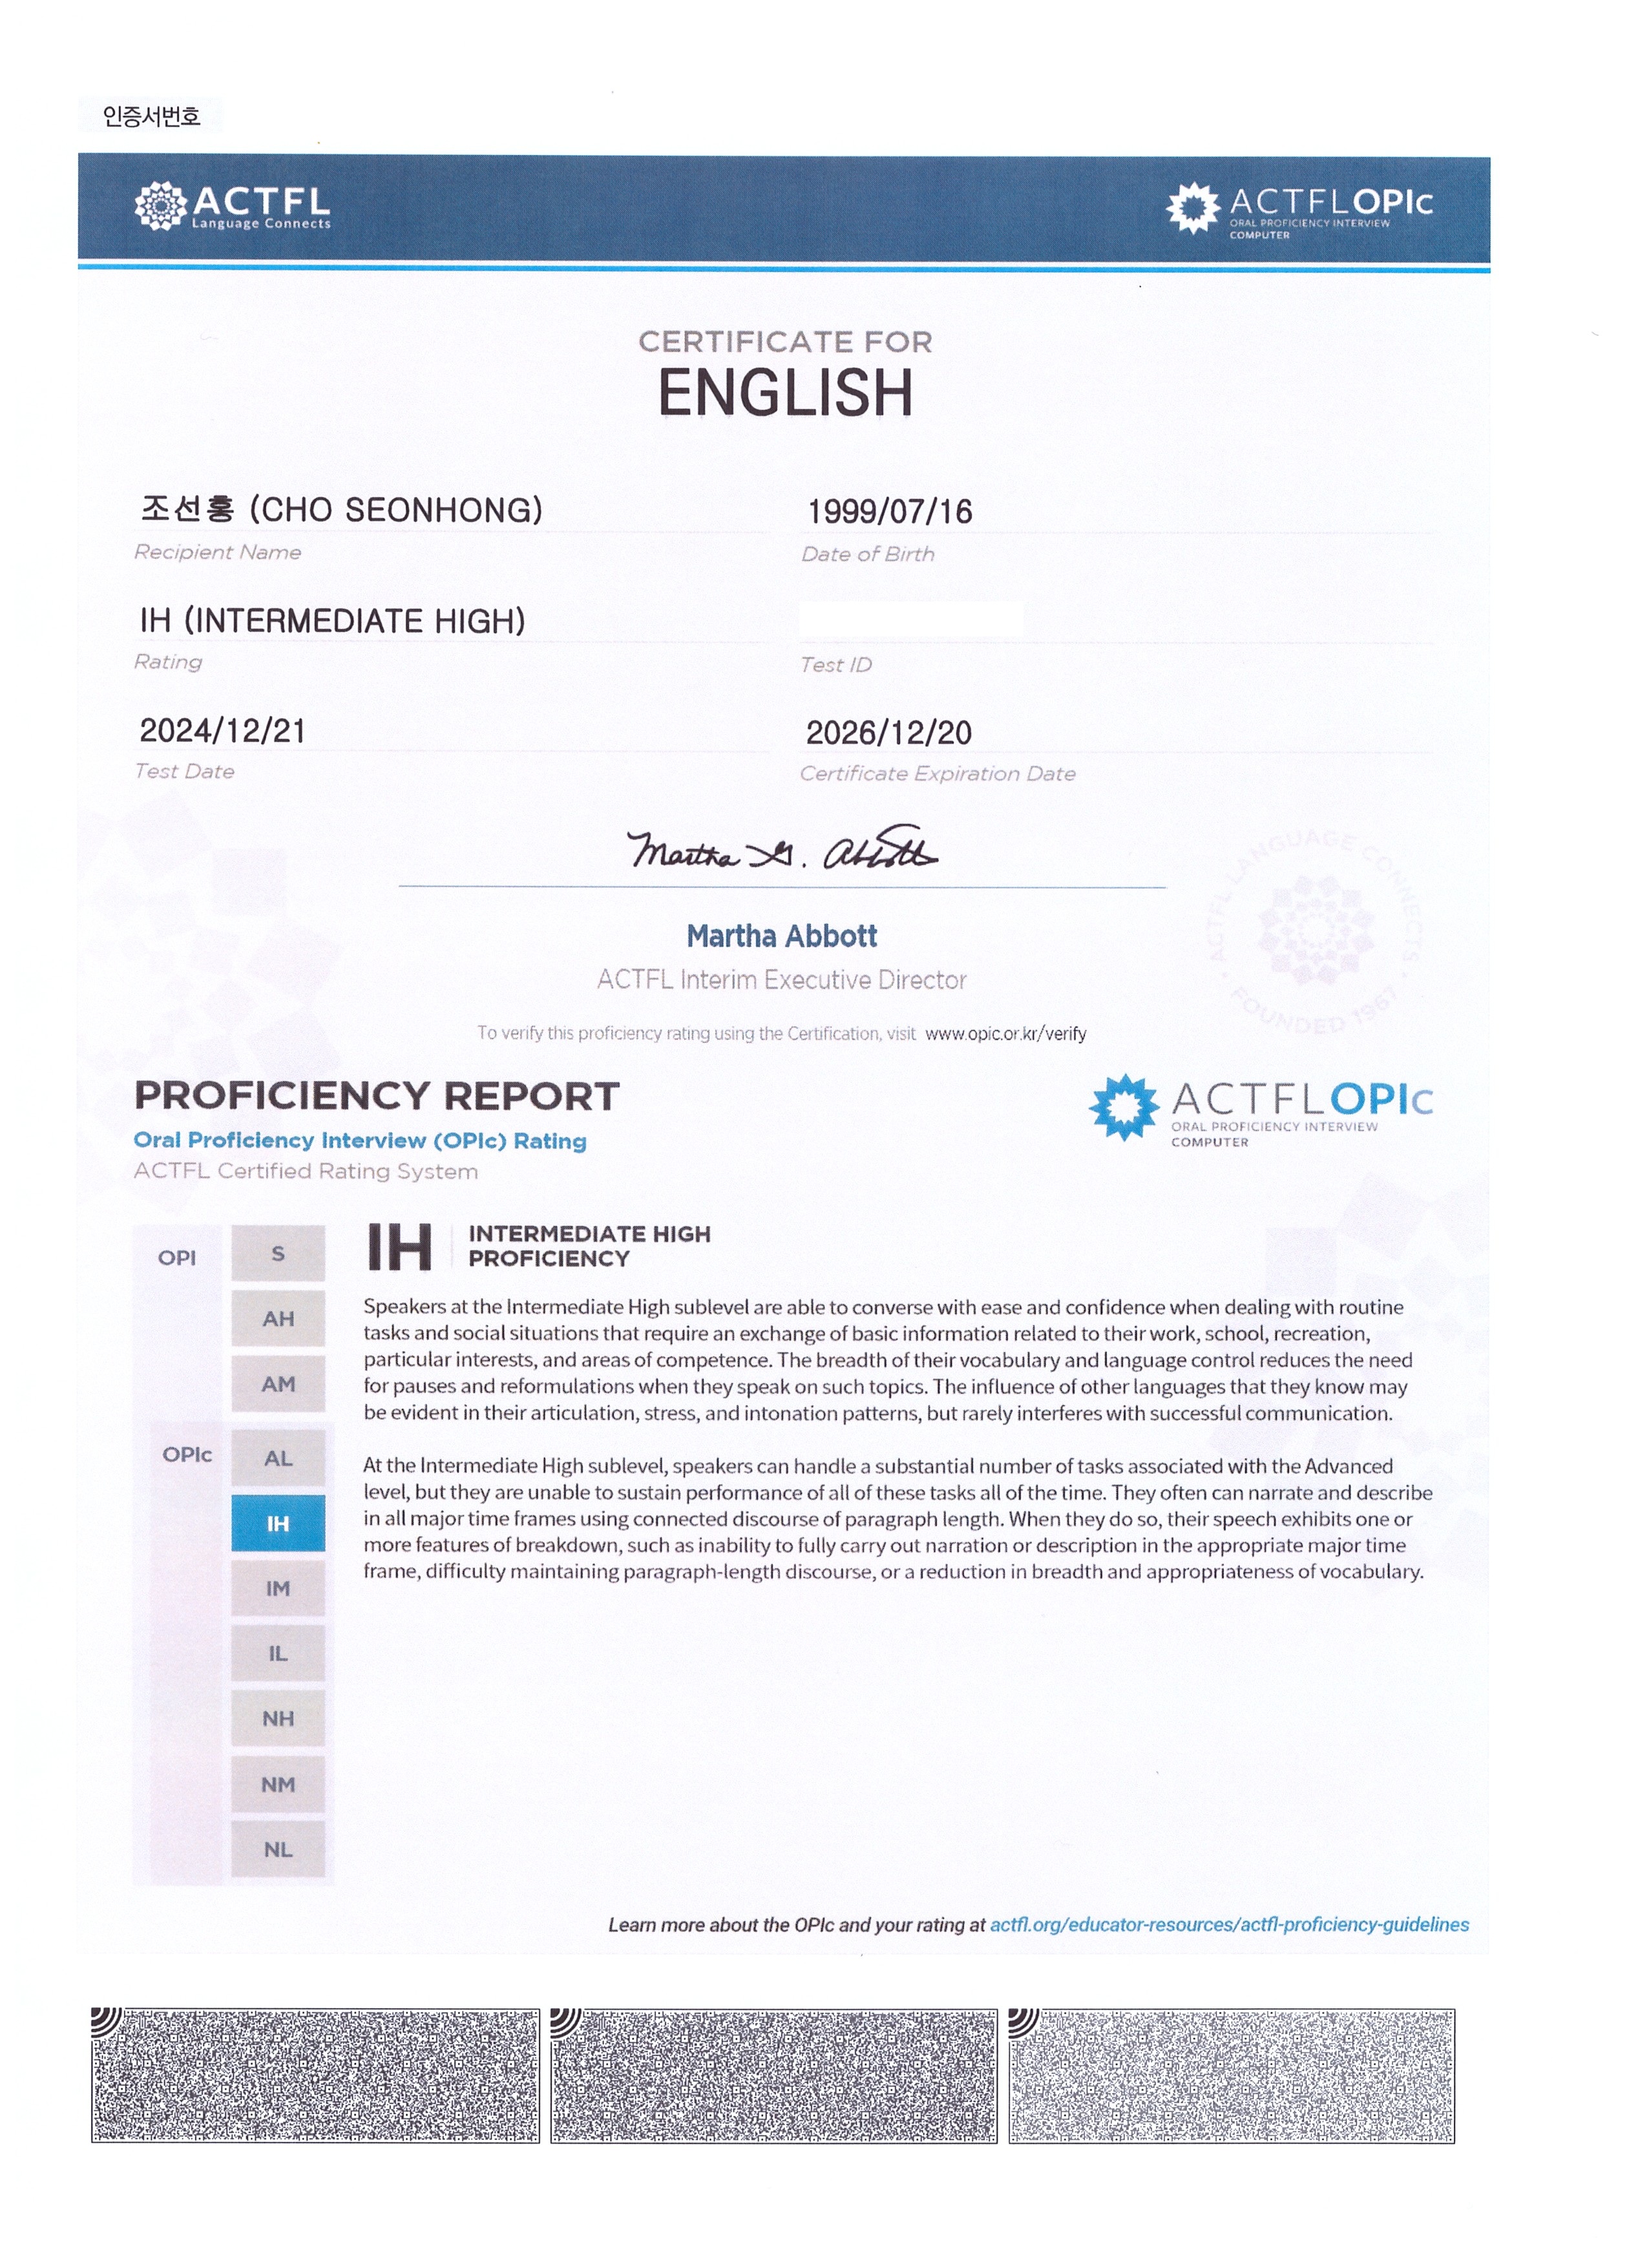 인증서번호
ACTFL
Language Connects
ACTFLOPIc
ORAL PROFICIENCY INTERVIEW
COMPUTER
CERTIFICATE FOR
ENGLISH
조선홍 (CHO SEONHONG)
1999/07/16
Recipient Name
Date of Birth
IH (INTERMEDIATE HIGH)
Rating
Test ID
2024/12/21
2026/12/20
Test Date
Certificate Expiration Date
Martha G. Abbott
ACTFL LANGUAGE CONNECTS
FOUNDED 1967
Martha Abbott
ACTFL Interim Executive Director
To verify this proficiency rating using the Certification, visit www.opic.or.kr/verify
PROFICIENCY REPORT
Oral Proficiency Interview (OPIc) Rating
ACTFL Certified Rating System
ACTFLOPIc
ORAL PROFICIENCY INTERVIEW
COMPUTER
OPI
S
AH
AM
OPIc
AL
IH
IM
IL
NH
NM
NL
IH
INTERMEDIATE HIGH
PROFICIENCY
Speakers at the Intermediate High sublevel are able to converse with ease and confidence when dealing with routine
tasks and social situations that require an exchange of basic information related to their work, school, recreation,
particular interests, and areas of competence. The breadth of their vocabulary and language control reduces the need
for pauses and reformulations when they speak on such topics. The influence of other languages that they know may
be evident in their articulation, stress, and intonation patterns, but rarely interferes with successful communication.
At the Intermediate High sublevel, speakers can handle a substantial number of tasks associated with the Advanced
level, but they are unable to sustain performance of all of these tasks all of the time. They often can narrate and describe
in all major time frames using connected discourse of paragraph length. When they do so, their speech exhibits one or
more features of breakdown, such as inability to fully carry out narration or description in the appropriate major time
frame, difficulty maintaining paragraph-length discourse, or a reduction in breadth and appropriateness of vocabulary.
Learn more about the OPIc and your rating at actfl.org/educator-resources/actfl-proficiency-guidelines